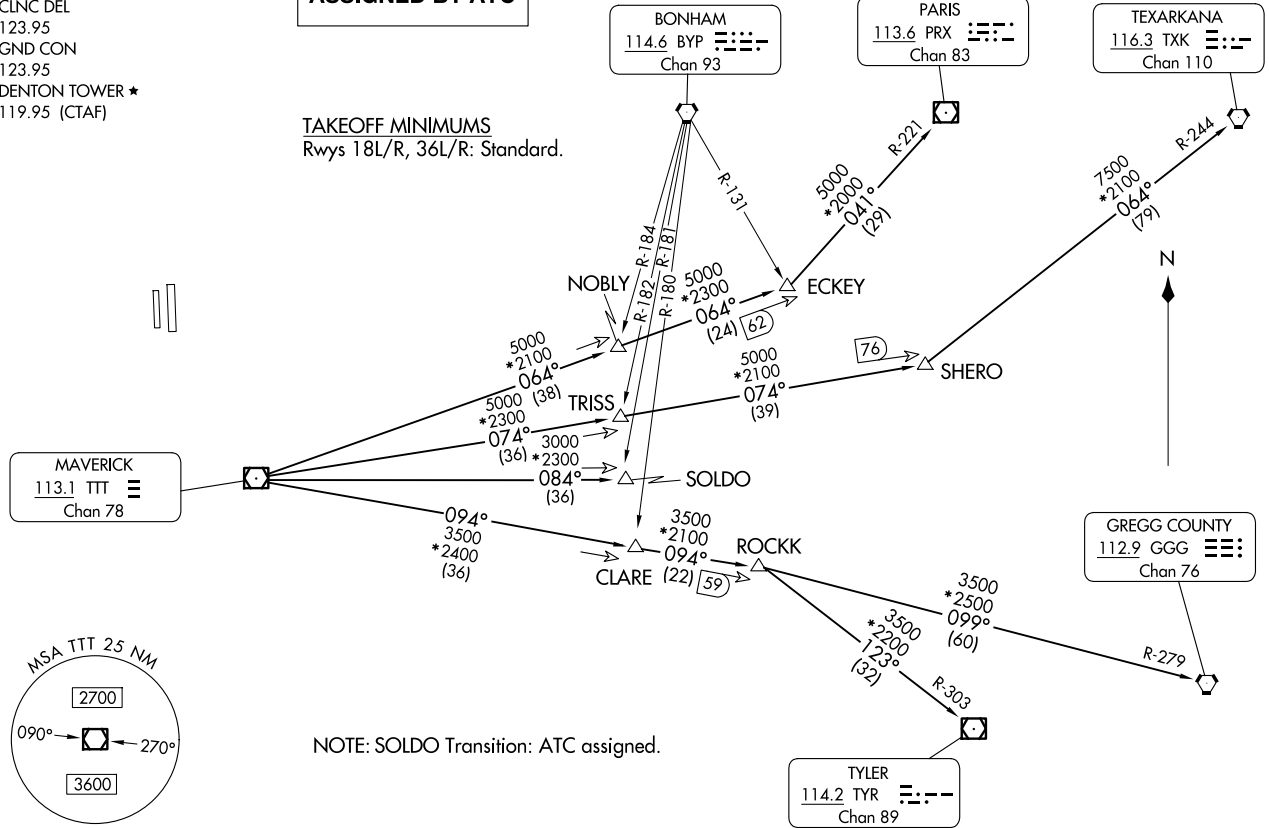 CLNC DEL
123.95
GND CON
123.95
DENTON TOWER ★
119.95 (CTAF)
TAKEOFF MINIMUMS
Rwys 18L/R, 36L/R: Standard.
BONHAM
114.6 BYP
Chan 93
PARIS
113.6 PRX
Chan 83
TEXARKANA
116.3 TXK
Chan 110
R-221
5000
*2000
041°
(29)
R-244
7500
*2100
064°
(79)
R-131
R-184
R-181
R-182
R-180
N
NOBLY
ECKEY
5000
*2300
064°
(24)
62
5000
*2100
064°
(38)
76
SHERO
5000
*2100
074°
(39)
TRISS
5000
*2300
074°
(36)
3000
*2300
084°
(36)
SOLDO
MAVERICK
113.1 TTT
Chan 78
094°
3500
*2400
(36)
CLARE
3500
*2100
094°
(22)
59
ROCKK
GREGG COUNTY
112.9 GGG
Chan 76
3500
*2500
099°
(60)
R-279
3500
*2200
123°
(32)
R-303
MSA TTT 25 NM
2700
090°
270°
3600
NOTE: SOLDO Transition: ATC assigned.
TYLER
114.2 TYR
Chan 89